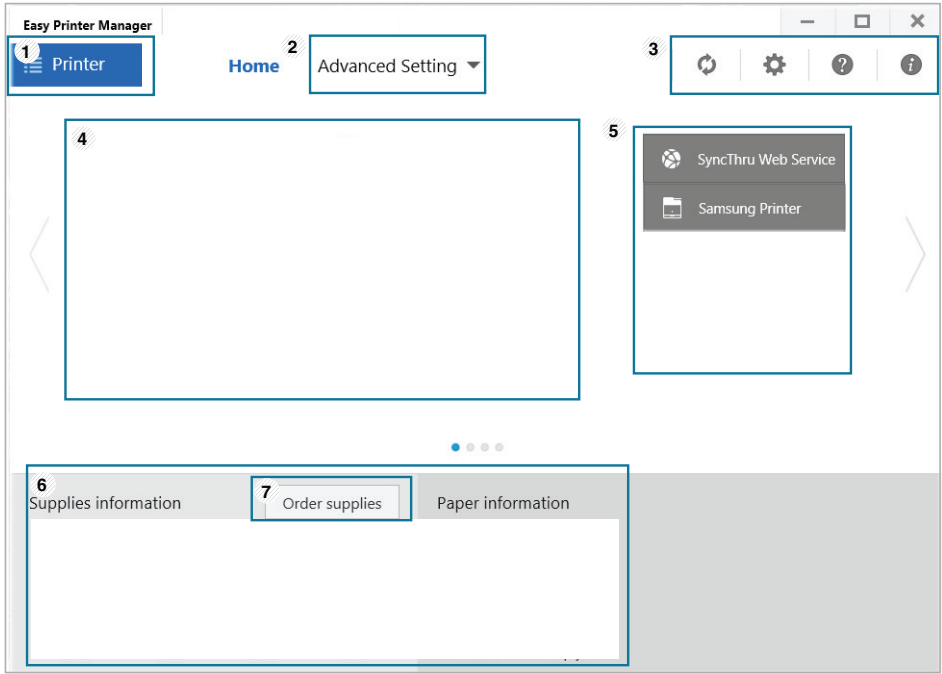 Easy Printer Manager
1
Printer
Home
2
Advanced Setting
3
4
5
SyncThru Web Service
Samsung Printer
6
Supplies information
7
Order supplies
Paper information